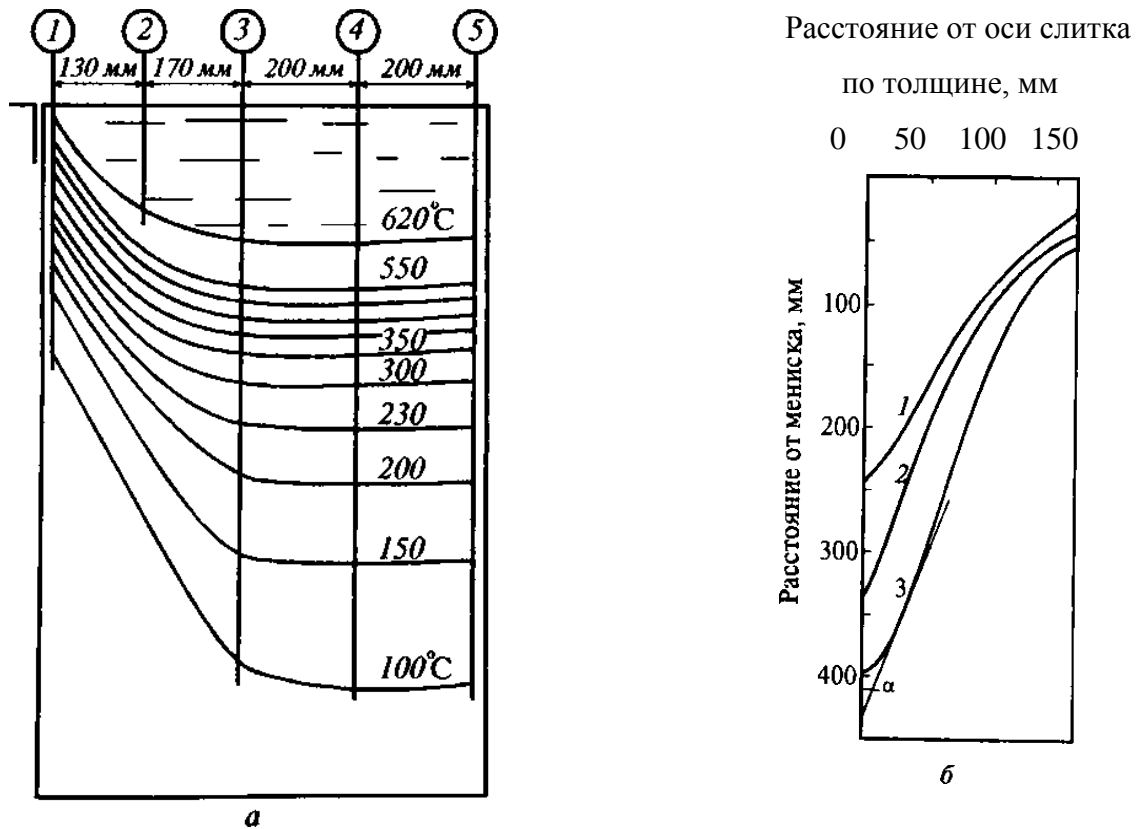 1 2 3 4 5
130 мм 170 мм 200 мм 200 мм
620°C
550
350
300
230
200
150
100°C
а
Расстояние от оси слитка
по толщине, мм
0 50 100 150
Расстояние от мениска, мм
100
200
300
400
1
2
3
α
б